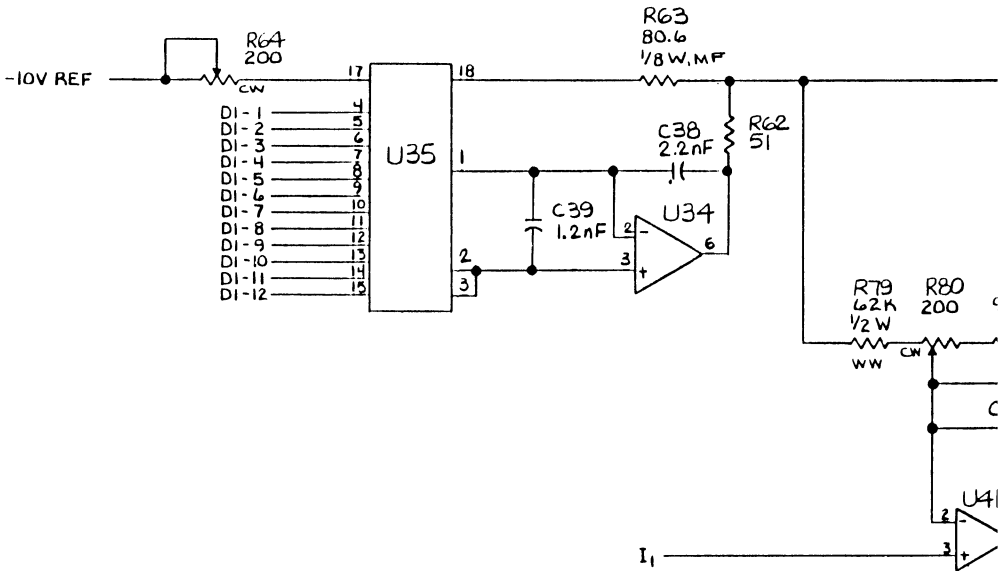 R63
80.6
1/8 W, MF
R64
200
-10V REF
CW
17
18
DI-1
4
DI-2
5
DI-3
6
DI-4
7
DI-5
8
DI-6
9
DI-7
10
DI-8
11
DI-9
12
DI-10
13
DI-11
14
DI-12
15
U35
1
2
3
C38
2.2nF
R62
51
C39
1.2nF
U34
2
-
3
+
6
R79
62K
1/2 W
WW
R80
200
CW
C
U41
2
-
3
+
I1